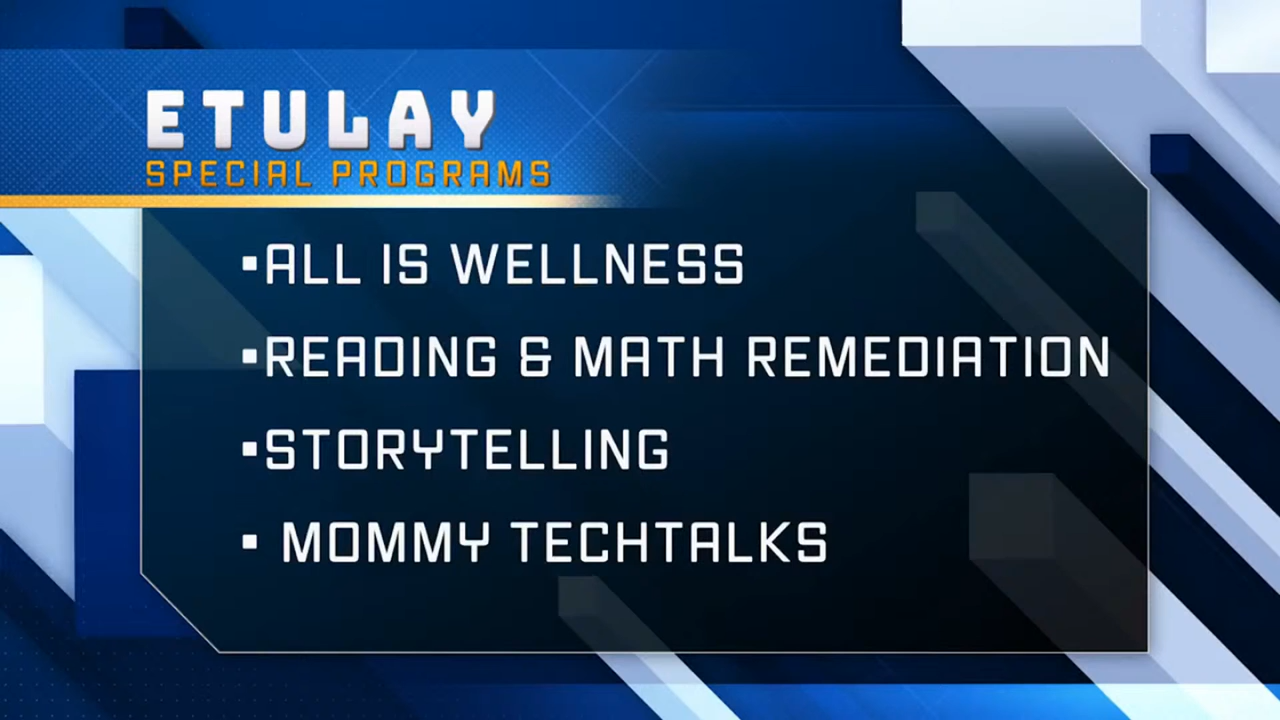 ETULAY
SPECIAL PROGRAMS
▪ALL IS WELLNESS
▪READING & MATH REMEDIATION
▪STORYTELLING
▪ MOMMY TECHTALKS